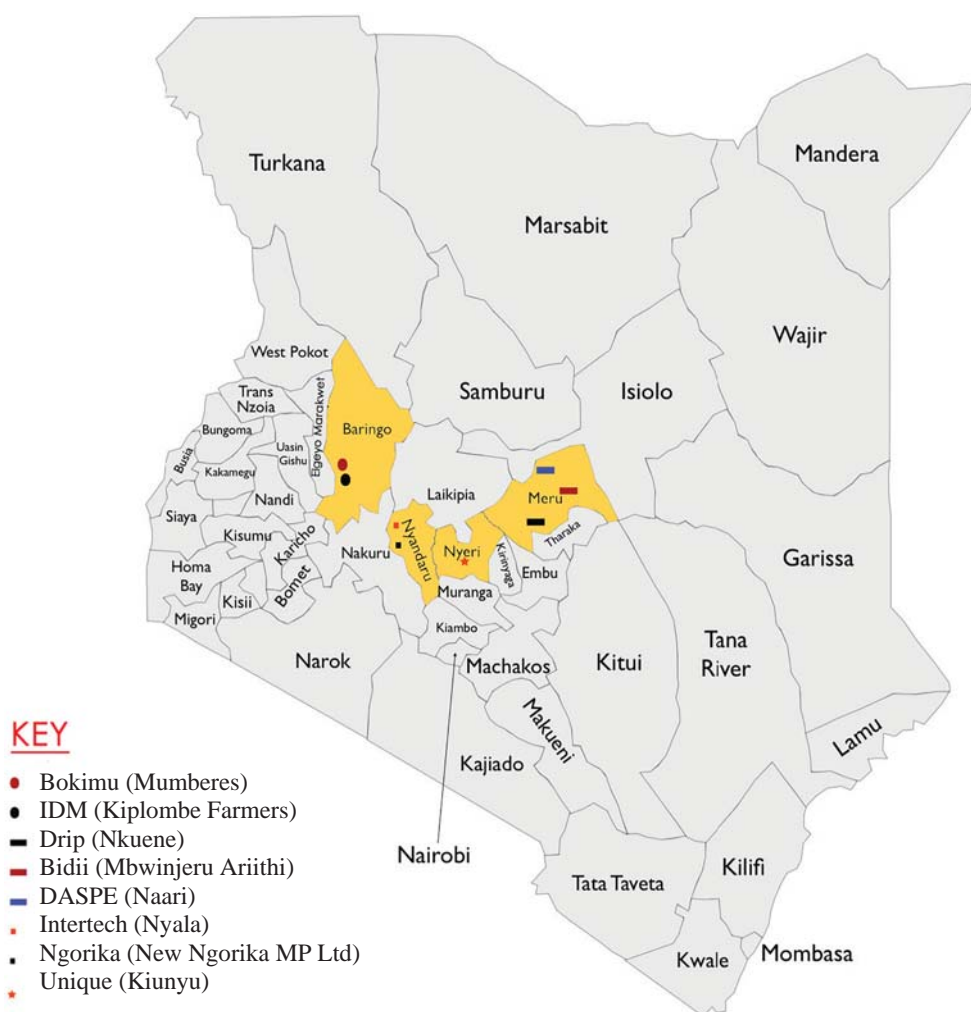 Turkana
Mandera
Marsabit
Wajir
West Pokot
Samburu
Isiolo
Trans
Nzoia
Elgeyo Marakwet
Baringo
Bungoma
Uasin
Gishu
Busia
Kakamegu
Laikipia
Meru
Nandi
Siaya
Nyandaru
Tharaka
Kisumu
Karicho
Nakuru
Nyeri
Kirinyaga
Embu
Garissa
Homa
Bay
Bomet
Muranga
Kisii
Migori
Kiambo
Narok
Machakos
Kitui
Tana
River
Makueni
Lamu
Kajiado
Nairobi
Tata Taveta
Kilifi
Kwale
Mombasa
KEY
Bokimu (Mumberes)
IDM (Kiplombe Farmers)
Drip (Nkuene)
Bidii (Mbwinjeru Ariithi)
DASPE (Naari)
Intertech (Nyala)
Ngorika (New Ngorika MP Ltd)
Unique (Kiunyu)